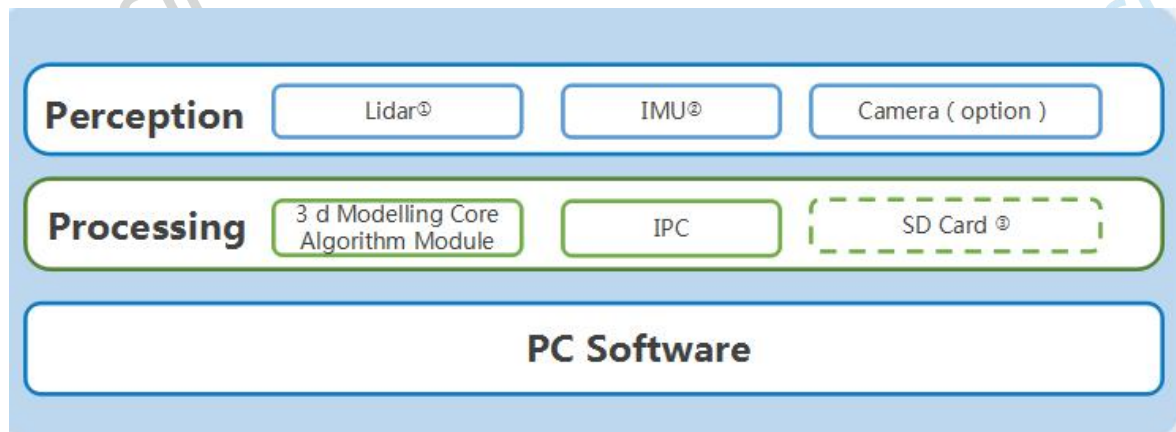 Perception
Lidar①
IMU②
Camera ( option )
Processing
3 d Modelling Core
Algorithm Module
IPC
SD Card ③
PC Software